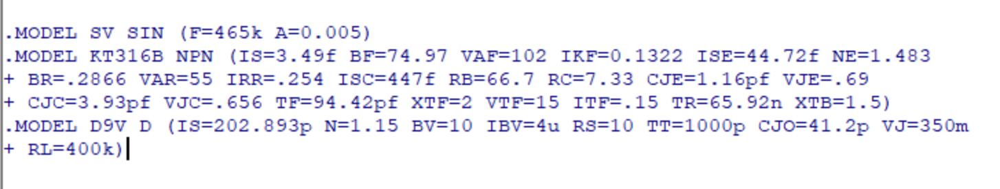 .MODEL SV SIN (F=465k A=0.005)
.MODEL KT316B NPN (IS=3.49f BF=74.97 VAF=102 IKF=0.1322 ISE=44.72f NE=1.483
+ BR=.2866 VAR=55 IRR=.254 ISC=447f RB=66.7 RC=7.33 CJE=1.16pf VJE=.69
+ CJC=3.93pf VJC=.656 TF=94.42pf XTF=2 VTF=15 ITF=.15 TR=65.92n XTB=1.5)
.MODEL D9V D (IS=202.893p N=1.15 BV=10 IBV=4u RS=10 TT=1000p CJO=41.2p VJ=350m
+ RL=400k)